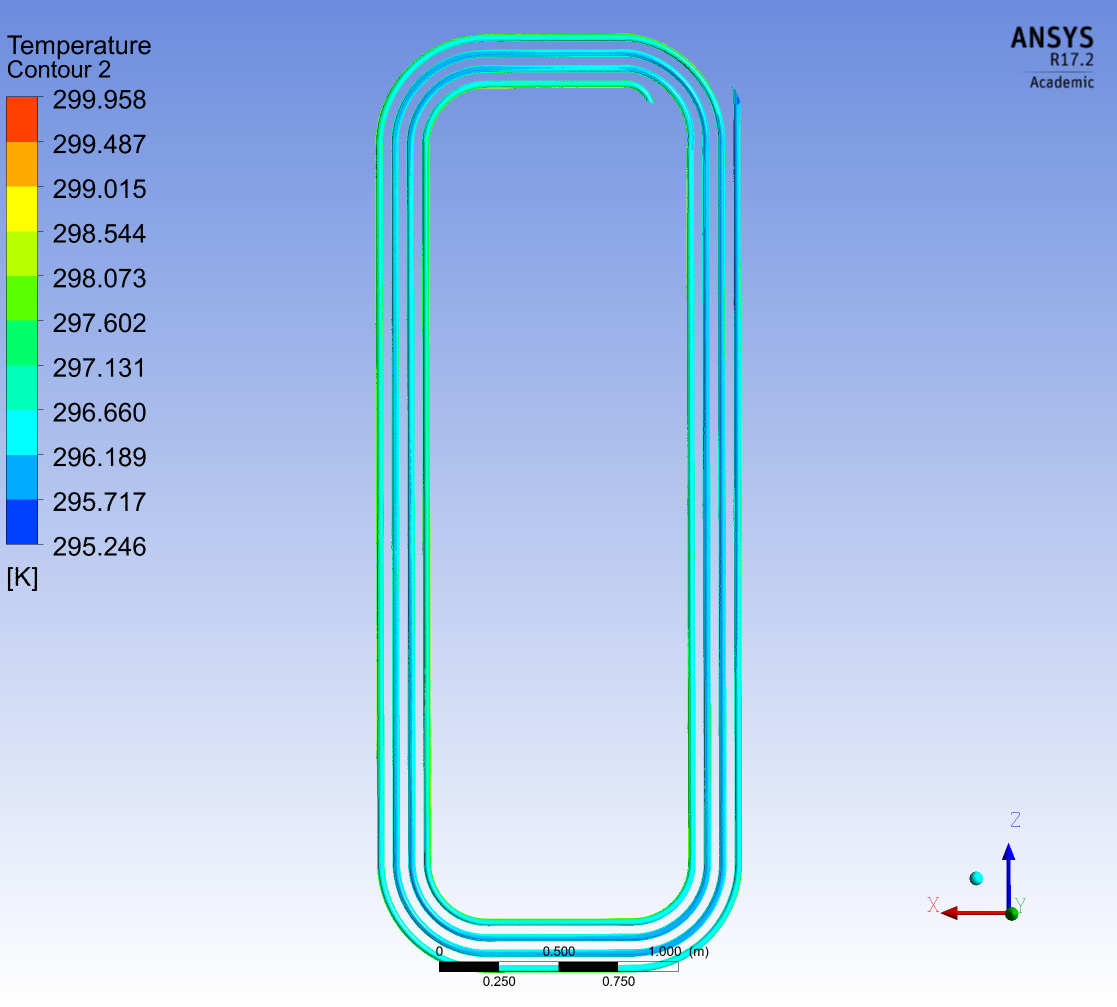 Temperature
Contour 2
299.958
299.487
299.015
298.544
298.073
297.602
297.131
296.660
296.189
295.717
295.246
[K]
ANSYS
R17.2
Academic
Z
X
Y
0 0.500 1.000 (m)
0.250 0.750